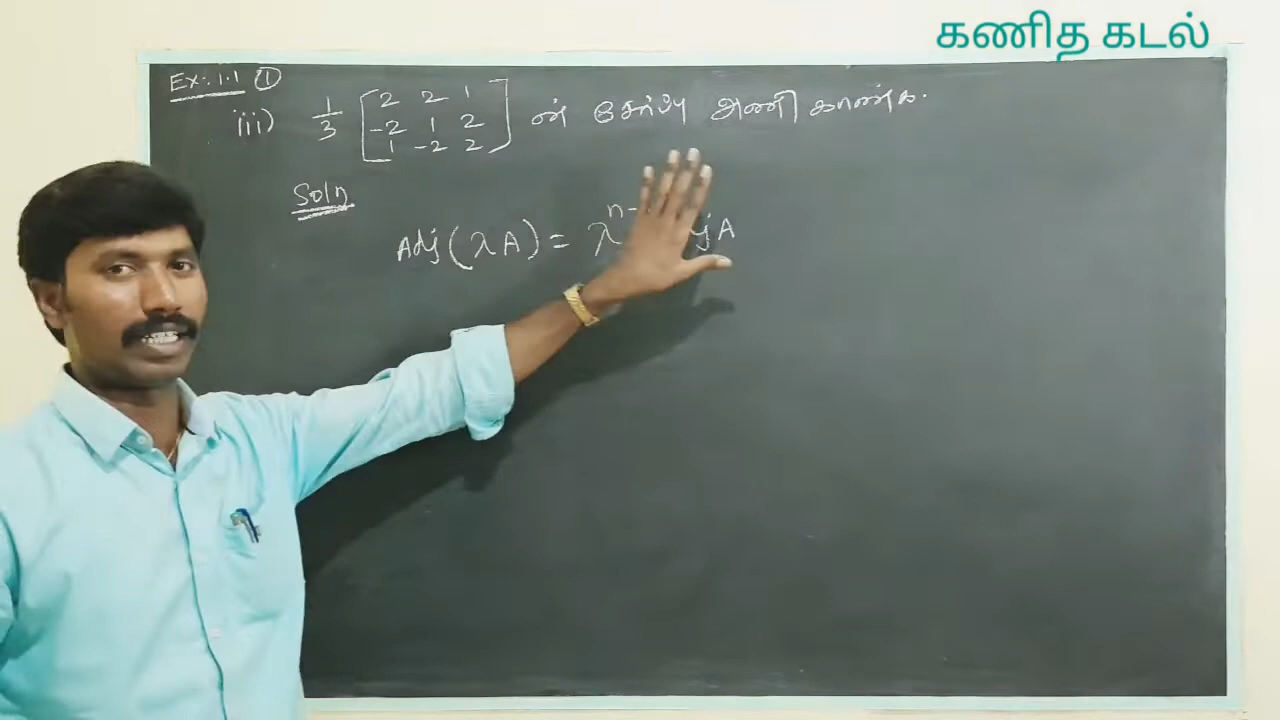 கணித கடல்
Ex:.1.1 ①
iii) 1/3 [2 2 1
-2 1 2
1 -2 2] ன் சேர்ப்பு அணி காண்க.
Soln
Adj(λA) = λ^n- jA